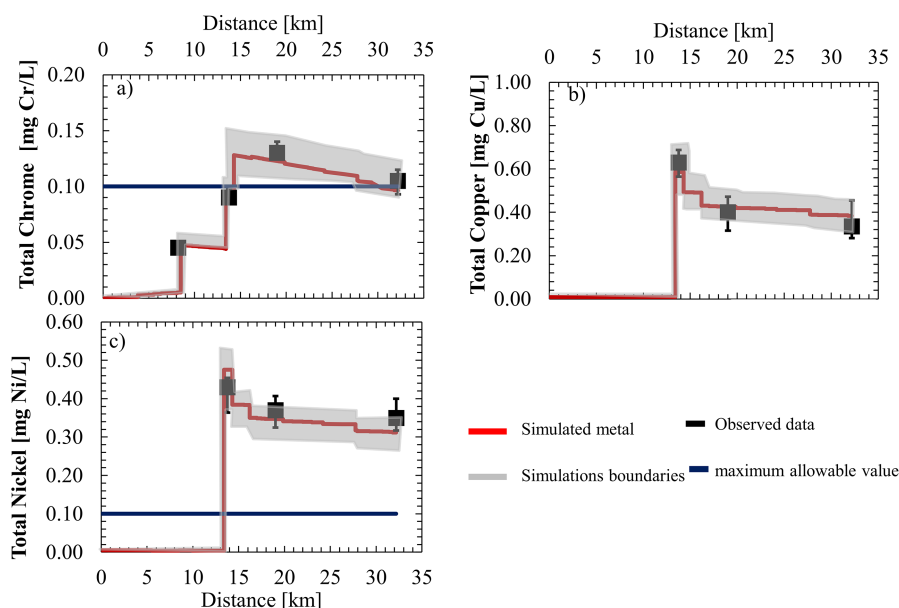 Distance [km]
0 5 10 15 20 25 30 35
Total Chrome [mg Cr/L]
a)
0.20
0.15
0.10
0.05
0.00
Distance [km]
0 5 10 15 20 25 30 35
Total Copper [mg Cu/L]
b)
1.00
0.80
0.60
0.40
0.20
0.00
Total Nickel [mg Ni/L]
c)
0.60
0.50
0.40
0.30
0.20
0.10
0.00
0 5 10 15 20 25 30 35
Distance [km]
Simulated metal
Observed data
Simulations boundaries
maximum allowable value